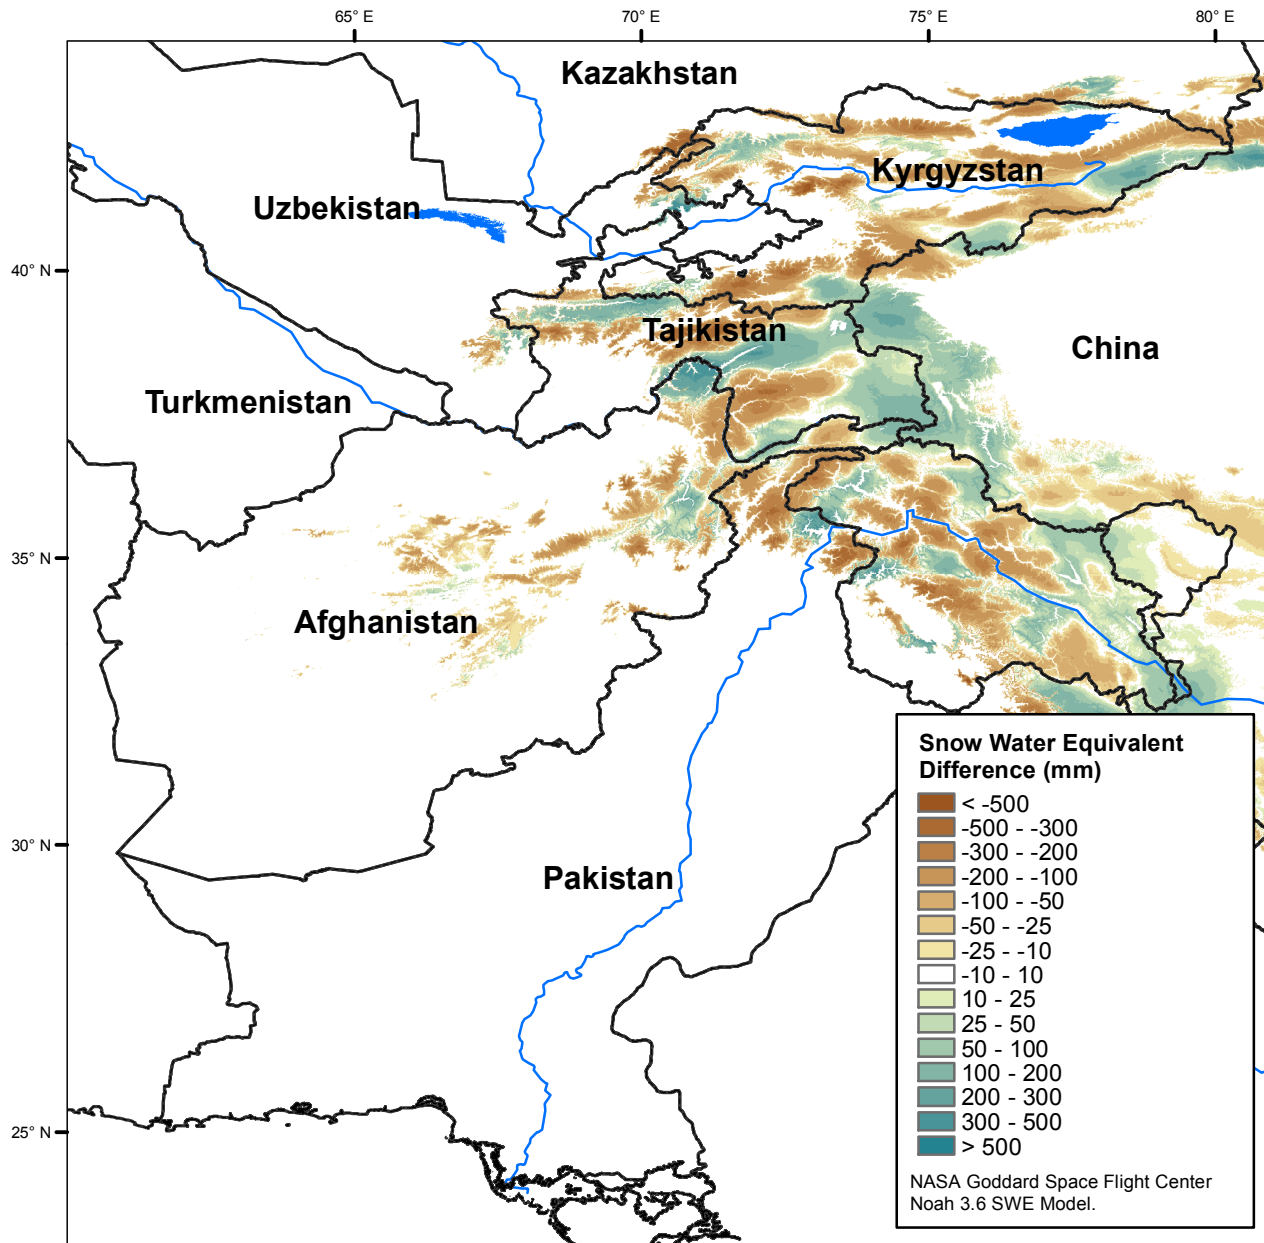 65° E
70° E
75° E
80° E
Kazakhstan
Kyrgyzstan
Uzbekistan
40° N
Tajikistan
China
Turkmenistan
35° N
Afghanistan
Snow Water Equivalent
Difference (mm)
< -500
-500 - -300
-300 - -200
-200 - -100
-100 - -50
-50 - -25
-25 - -10
-10 - 10
10 - 25
25 - 50
50 - 100
100 - 200
200 - 300
300 - 500
> 500
NASA Goddard Space Flight Center
Noah 3.6 SWE Model.
30° N
Pakistan
25° N